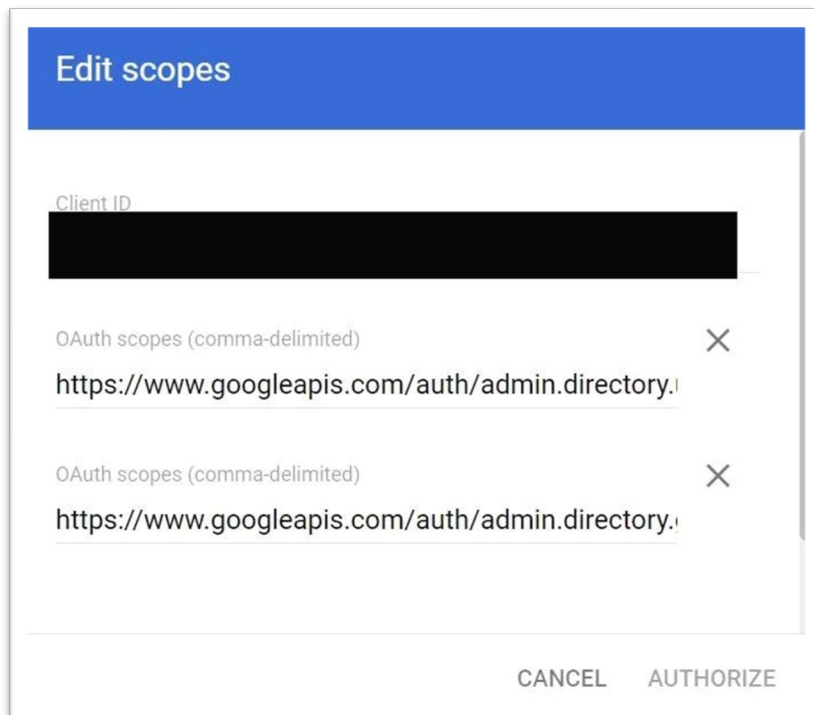 Edit scopes
Client ID
OAuth scopes (comma-delimited)
https://www.googleapis.com/auth/admin.directory.
OAuth scopes (comma-delimited)
https://www.googleapis.com/auth/admin.directory.
CANCEL AUTHORIZE